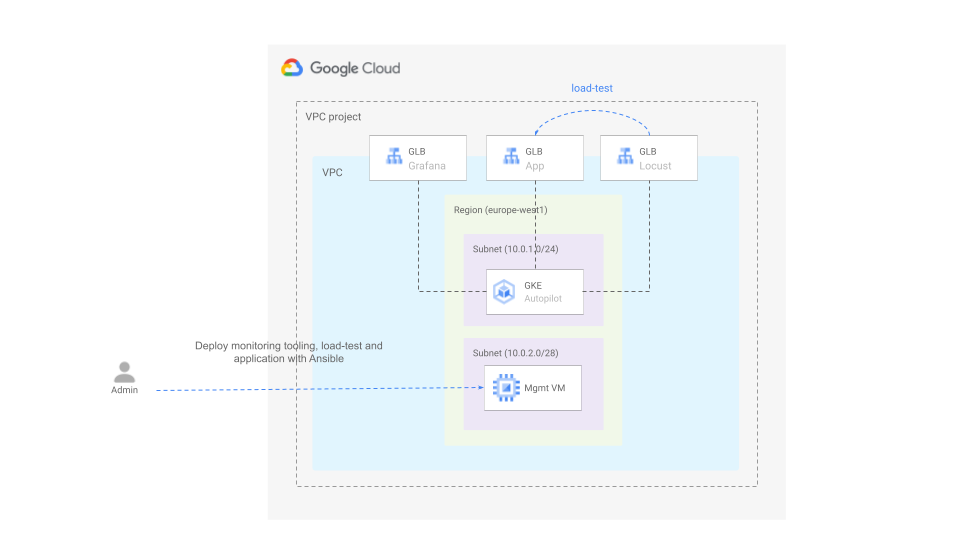 Google Cloud
load-test
VPC project
GLB
Grafana
GLB
App
GLB
Locust
VPC
Region (europe-west1)
Subnet (10.0.1.0/24)
GKE
Autopilot
Deploy monitoring tooling, load-test and
application with Ansible
Subnet (10.0.2.0/28)
Mgmt VM
Admin